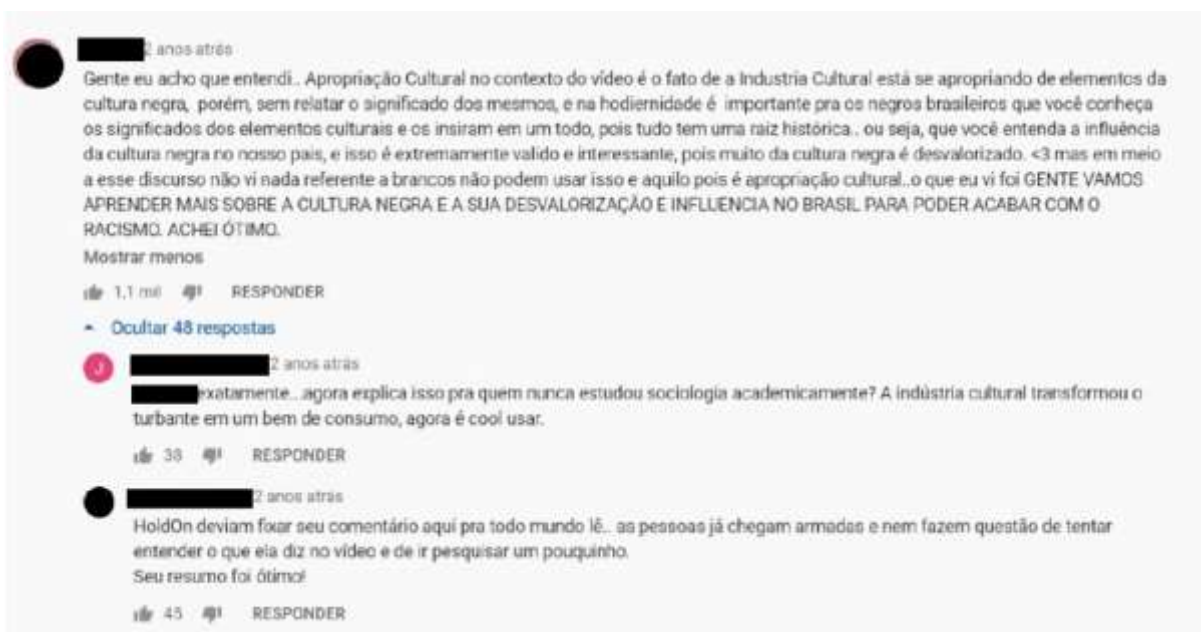 2 anos atrás
Gente eu acho que entendi.. Apropriação Cultural no contexto do vídeo é o fato de a Industria Cultural está se apropriando de elementos da
cultura negra, porém, sem relatar o significado dos mesmos, e na hodiernidade é importante pra os negros brasileiros que você conheça
os significados dos elementos culturais e os insiram em um todo, pois tudo tem uma raiz histórica.. ou seja, que você entenda a influência
da cultura negra no nosso pais, e isso é extremamente valido e interessante, pois muito da cultura negra é desvalorizado. <3 mas em meio
a esse discurso não vi nada referente a brancos não podem usar isso e aquilo pois é apropriação cultural..o que eu vi foi GENTE VAMOS
APRENDER MAIS SOBRE A CULTURA NEGRA E A SUA DESVALORIZAÇÃO E INFLUENCIA NO BRASIL PARA PODER ACABAR COM O
RACISMO. ACHEI ÓTIMO.
Mostrar menos
1,1 mil RESPONDER
Ocultar 48 respostas
J
2 anos atrás
exatamente...agora explica isso pra quem nunca estudou sociologia academicamente? A indústria cultural transformou o
turbante em um bem de consumo, agora é cool usar.
38 RESPONDER
2 anos atrás
HoldOn deviam fixar seu comentário aqui pra todo mundo lê.. as pessoas já chegam armadas e nem fazem questão de tentar
entender o que ela diz no vídeo e de ir pesquisar um pouquinho.
Seu resumo foi ótimo!
45 RESPONDER